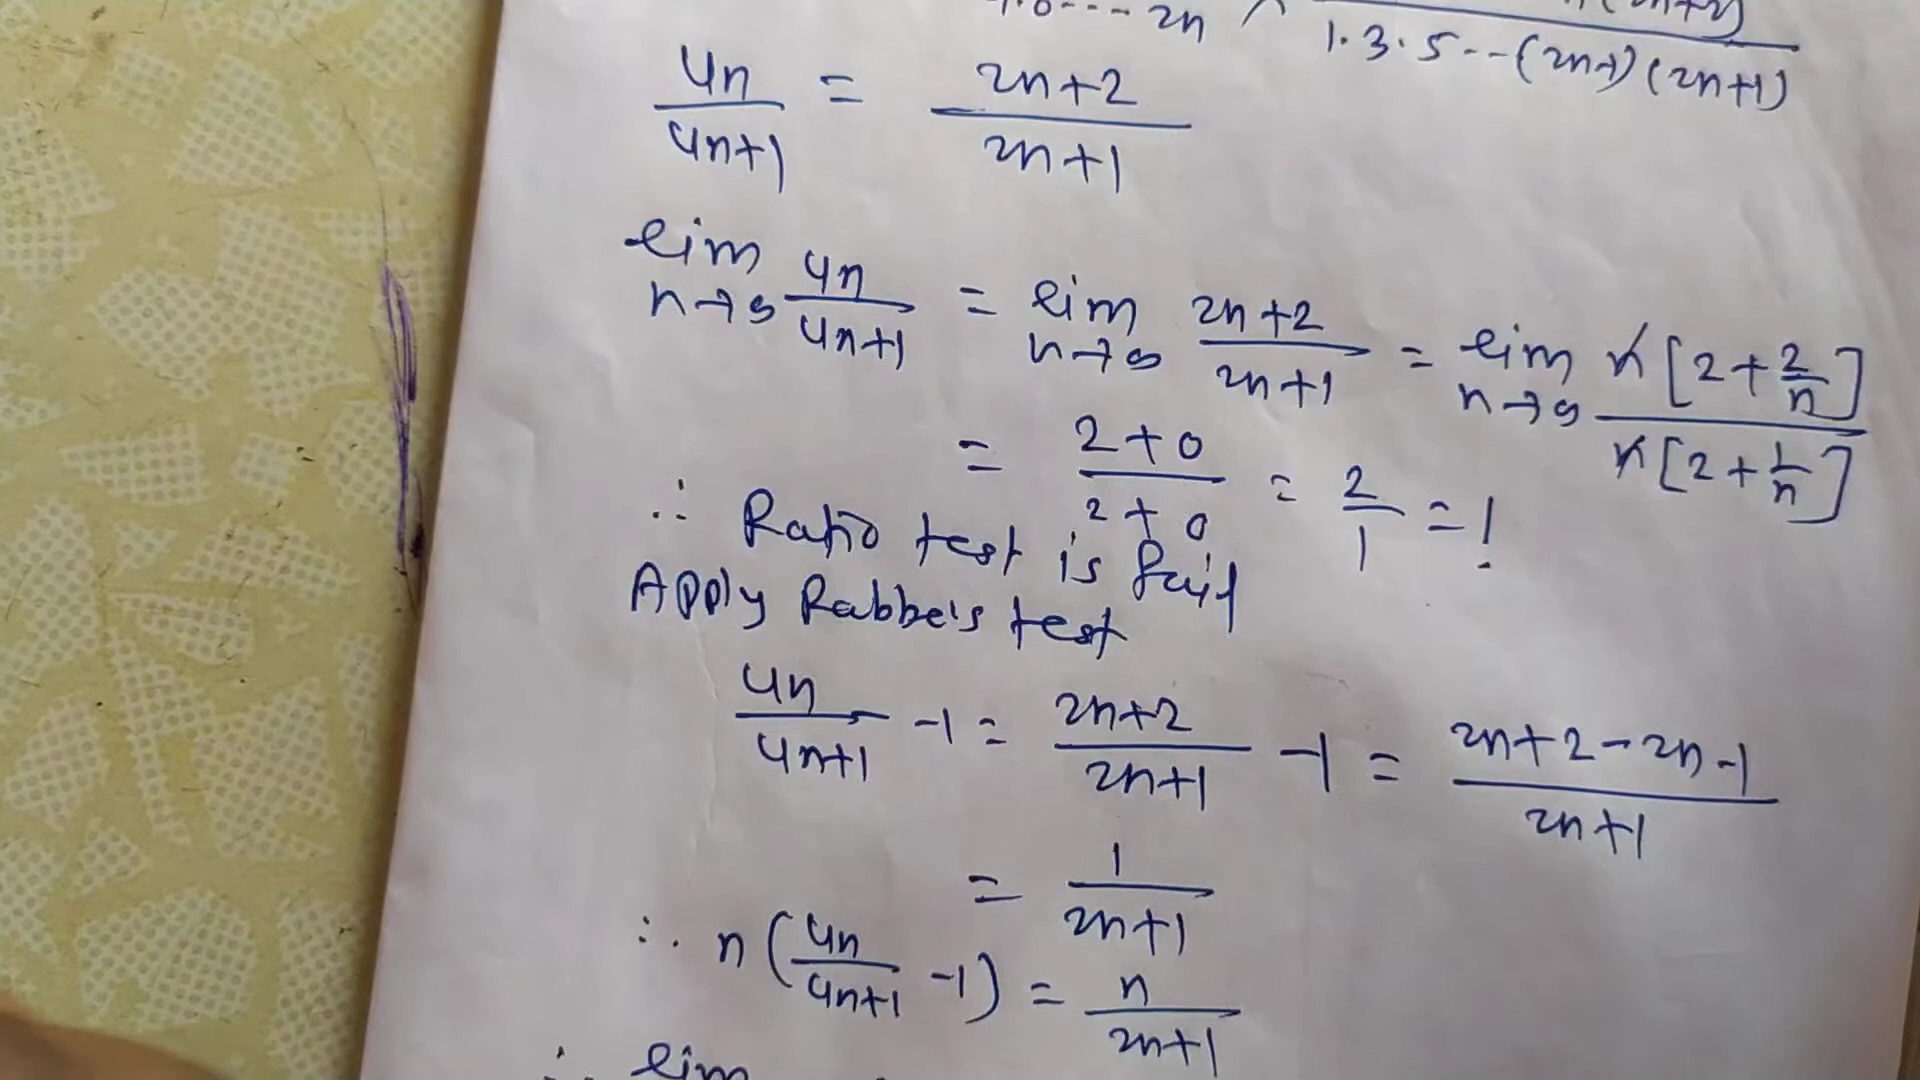 2n
1.3.5--(2n-1)(2n+1)
un/un+1 = 2n+2/2n+1
lim n→∞ un/un+1 = lim n→∞ 2n+2/2n+1 = lim n→∞ n[2+2/n]/n[2+1/n]
= 2+0/2+0 = 2/1 = 1
∴ Ratio test is fail
Apply Rabbe's test
un/un+1 -1 = 2n+2/2n+1 -1 = 2n+2-2n-1/2n+1
= 1/2n+1
∴ n(un/un+1 -1) = n/2n+1
∴ lim